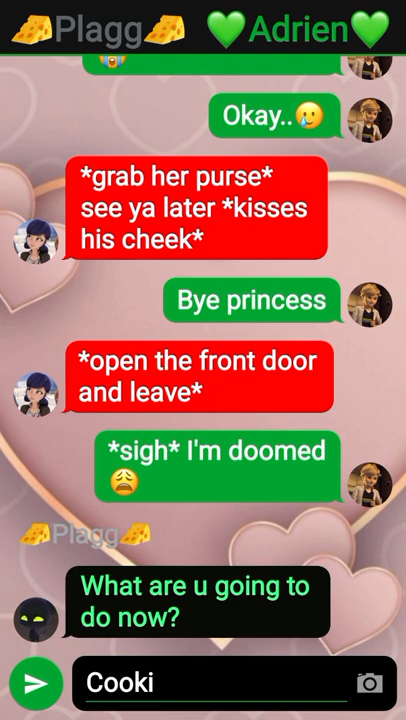 🧀Plagg🧀 💚Adrien💚
😭
Okay..🥲
*grab her purse*
see ya later *kisses
his cheek*
Bye princess
*open the front door
and leave*
*sigh* I'm doomed
😩
🧀Plagg🧀
What are u going to
do now?
Cooki